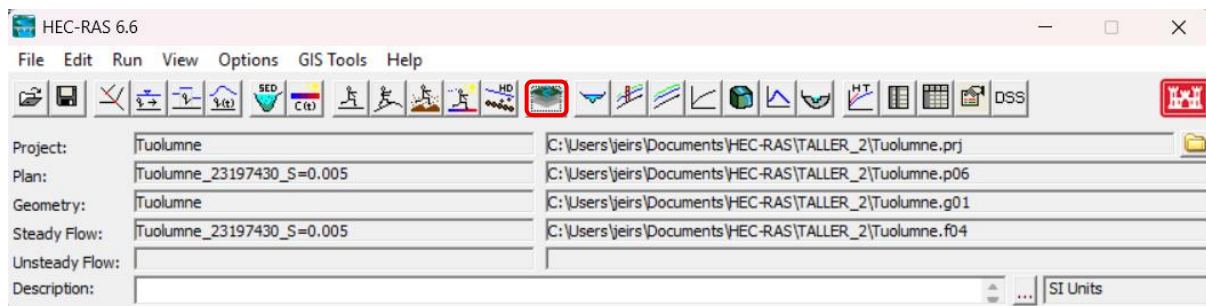 HEC-RAS 6.6
File Edit Run View Options GIS Tools Help
SED C(t) HD HT DSS
Project: Tuolumne C:\Users\jeirs\Documents\HEC-RAS\TALLER_2\Tuolumne.prj
Plan: Tuolumne_23197430_S=0.005 C:\Users\jeirs\Documents\HEC-RAS\TALLER_2\Tuolumne.p06
Geometry: Tuolumne C:\Users\jeirs\Documents\HEC-RAS\TALLER_2\Tuolumne.g01
Steady Flow: Tuolumne_23197430_S=0.005 C:\Users\jeirs\Documents\HEC-RAS\TALLER_2\Tuolumne.f04
Unsteady Flow:
Description: ... SI Units